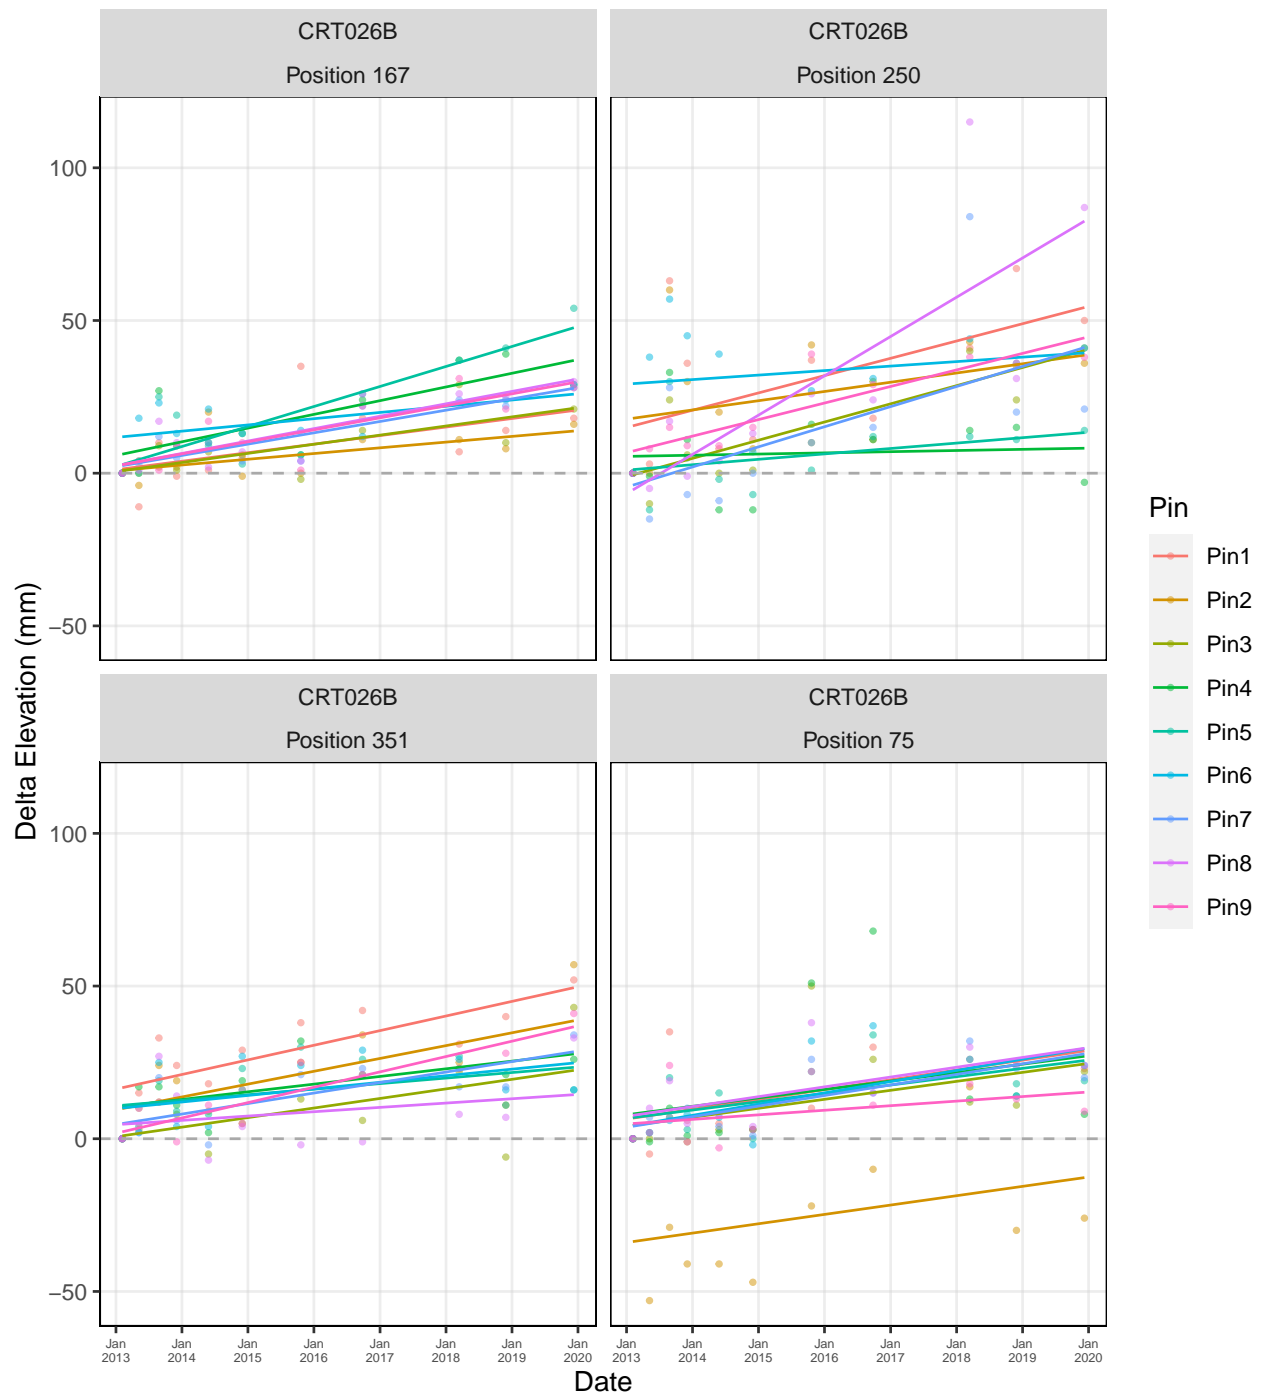 CRT026B
CRT026B
Position 167
Position 250
100
50
0
−50
CRT026B
CRT026B
Position 351
Position 75
100
50
0
−50
Delta Elevation (mm)
Jan 2013
Jan 2014
Jan 2015
Jan 2016
Jan 2017
Jan 2018
Jan 2019
Jan 2020
Jan 2013
Jan 2014
Jan 2015
Jan 2016
Jan 2017
Jan 2018
Jan 2019
Jan 2020
Date
Pin
Pin1
Pin2
Pin3
Pin4
Pin5
Pin6
Pin7
Pin8
Pin9